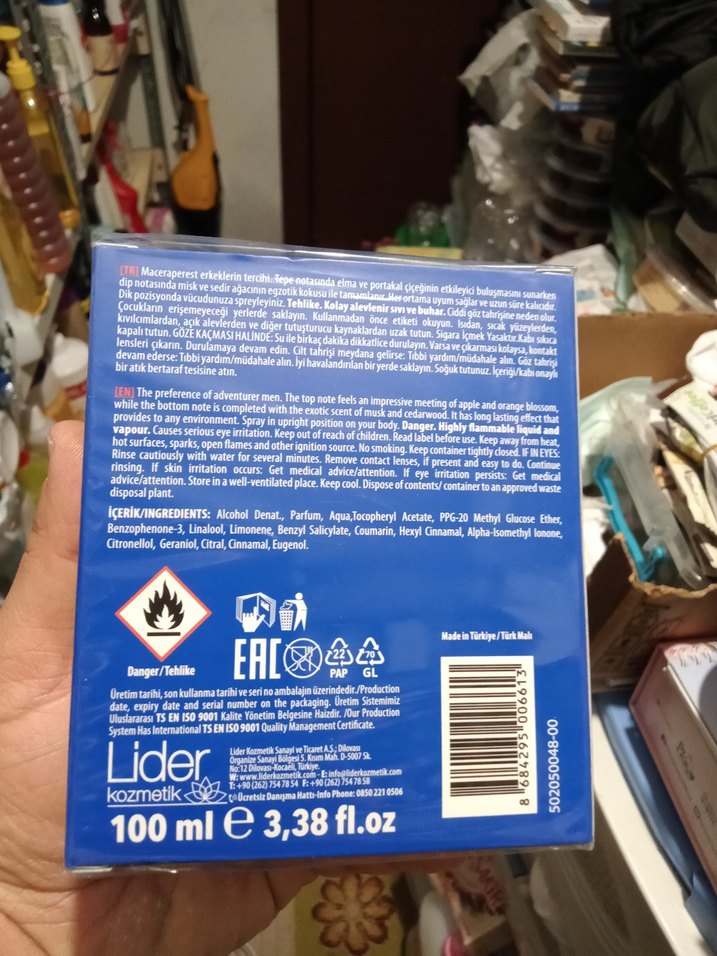 [TR] Maceraperest erkeklerin tercihi. Tepe notasında elma ve portakal çiçeğinin etkileyici buluşmasını sunarken
dip notasında misk ve sedir ağacının egzotik kokusu ile tamamlanır. Her ortama uyum sağlar ve uzun süre kalıcıdır.
Dik pozisyonda vücudunuza spreyleyiniz. Tehlike. Kolay alevlenir sıvı ve buhar. Ciddi göz tahrişine neden olur.
Çocukların erişemeyeceği yerlerde saklayın. Kullanmadan önce etiketi okuyun. Isıdan, sıcak yüzeylerden,
kıvılcımlardan, açık alevlerden ve diğer tutuşturucu kaynaklardan uzak tutun. Sigara İçmek Yasaktır. Kabı sıkıca
kapalı tutun. GÖZE KAÇMASI HALİNDE: Su ile birkaç dakika dikkatlice durulayın. Varsa ve çıkarması kolaysa, kontakt
lensleri çıkarın. Durulamaya devam edin. Cilt tahrişi meydana gelirse: Tıbbi yardım/müdahale alın. Göz tahrişi
devam ederse: Tıbbi yardım/müdahale alın. İyi havalandırılan bir yerde saklayın. Soğuk tutunuz. İçeriği/kabı onaylı
bir atık bertaraf tesisine atın.
[EN] The preference of adventurer men. The top note feels an impressive meeting of apple and orange blossom,
while the bottom note is completed with the exotic scent of musk and cedarwood. It has long lasting effect that
provides to any environment. Spray in upright position on your body. Danger. Highly flammable liquid and
vapour. Causes serious eye irritation. Keep out of reach of children. Read label before use. Keep away from heat,
hot surfaces, sparks, open flames and other ignition source. No smoking. Keep container tightly closed. IF IN EYES:
Rinse cautiously with water for several minutes. Remove contact lenses, if present and easy to do. Continue
rinsing. If skin irritation occurs: Get medical advice/attention. If eye irritation persists: Get medical
advice/attention. Store in a well-ventilated place. Keep cool. Dispose of contents/ container to an approved waste
disposal plant.
İÇERİK/INGREDIENTS: Alcohol Denat., Parfum, Aqua,Tocopheryl Acetate, PPG-20 Methyl Glucose Ether,
Benzophenone-3, Linalool, Limonene, Benzyl Salicylate, Coumarin, Hexyl Cinnamal, Alpha-Isomethyl Ionone,
Citronellol, Geraniol, Citral, Cinnamal, Eugenol.
Danger/Tehlike
EAC
22
PAP
70
GL
Made in Türkiye/Türk Malı
Üretim tarihi, son kullanma tarihi ve seri no ambalajın üzerindedir./Production
date, expiry date and serial number on the packaging. Üretim Sistemimiz
Uluslararası TS EN ISO 9001 Kalite Yönetim Belgesine Haizdir. /Our Production
System Has International TS EN ISO 9001 Quality Management Certificate.
Lider
kozmetik
Lider Kozmetik Sanayi ve Ticaret A.Ş.; Dilovası
Organize Sanayi Bölgesi 5. Kısım Mah. D-5007 Sk.
No:12 Dilovası-Kocaeli, Türkiye.
W: www.liderkozmetik.com - E: info@liderkozmetik.com
T: +90 (262) 754 78 54 F: +90 (262) 754 78 58
Ücretsiz Danışma Hattı-Info Phone: 0850 221 0506
100 ml e 3,38 fl.oz
8 684295 006613
502050048-00